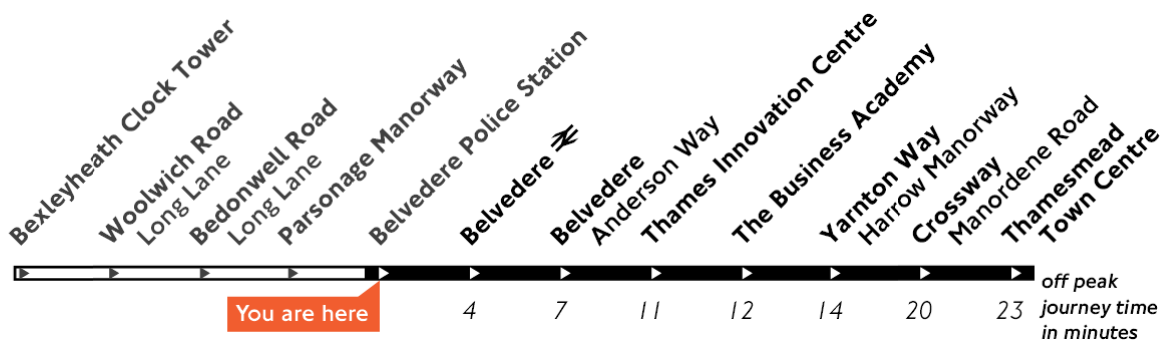 Bexleyheath Clock Tower
Woolwich Road
Long Lane
Bedonwell Road
Long Lane
Parsonage Manorway
Belvedere Police Station
Belvedere
Belvedere
Anderson Way
Thames Innovation Centre
The Business Academy
Yarnton Way
Harrow Manorway
Crossway
Manordene Road
Thamesmead
Town Centre
You are here
4
7
11
12
14
20
23
off peak
journey time
in minutes